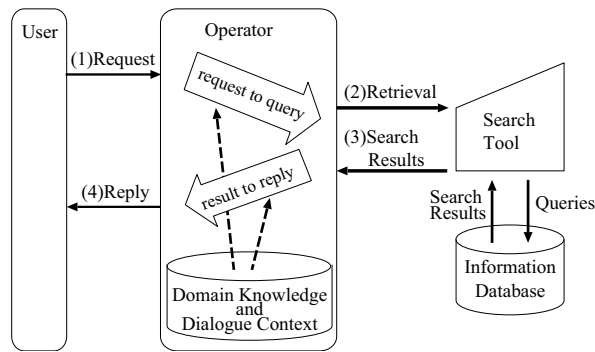 User
Operator
(1)Request
request to query
(2)Retrieval
Search
Tool
(3)Search
Results
result to reply
(4)Reply
Search
Results
Queries
Domain Knowledge
and
Dialogue Context
Information
Database